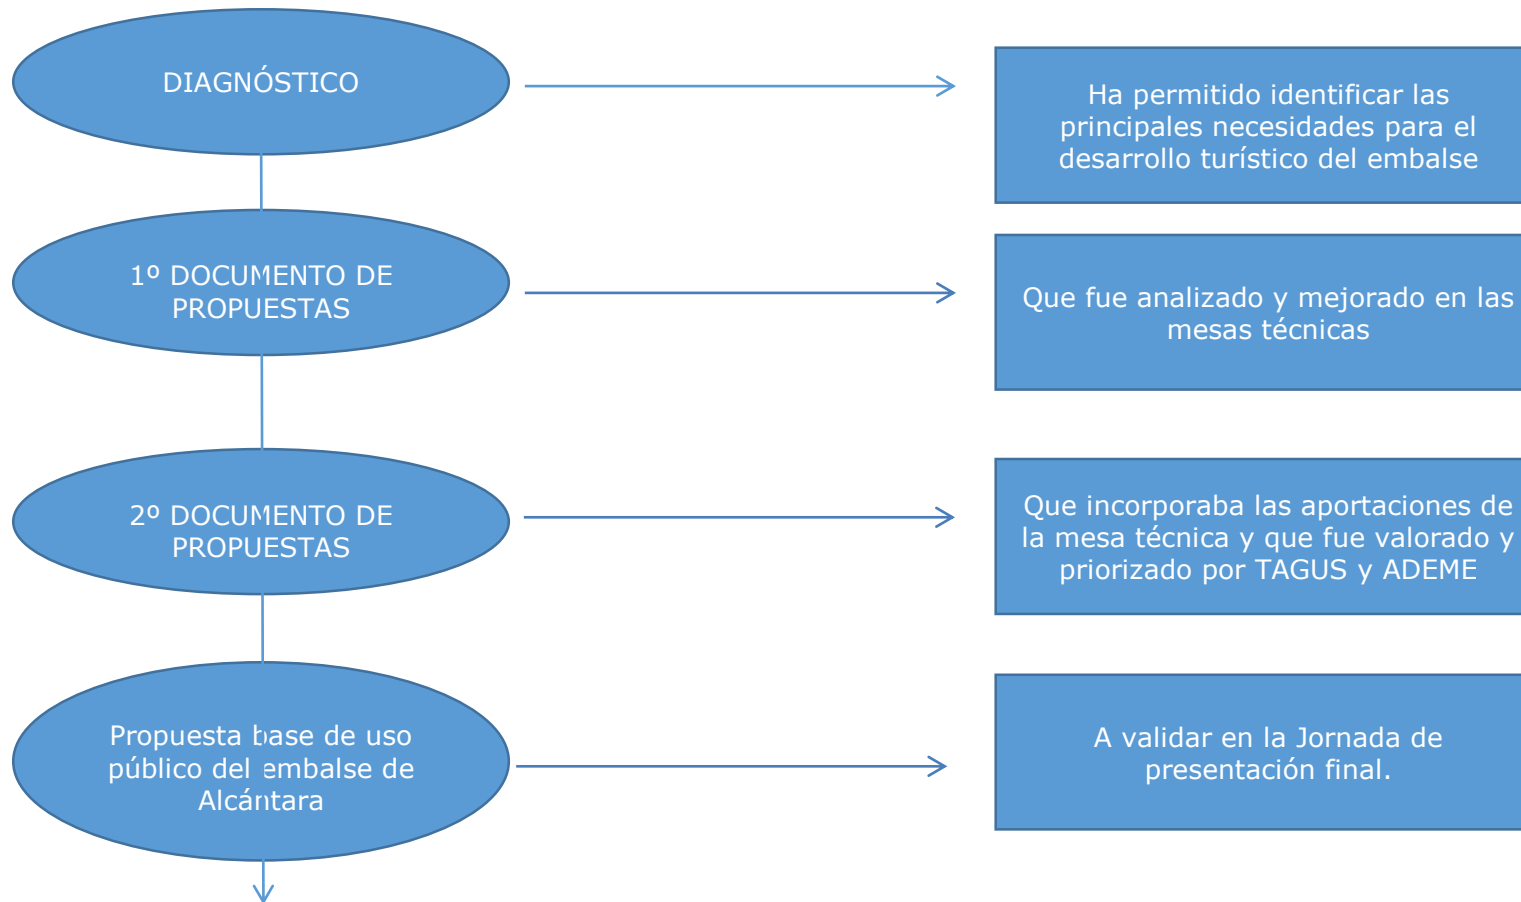 DIAGNÓSTICO
Ha permitido identificar las
principales necesidades para el
desarrollo turístico del embalse
1º DOCUMENTO DE
PROPUESTAS
Que fue analizado y mejorado en las
mesas técnicas
2º DOCUMENTO DE
PROPUESTAS
Que incorporaba las aportaciones de
la mesa técnica y que fue valorado y
priorizado por TAGUS y ADEME
Propuesta base de uso
público del embalse de
Alcántara
A validar en la Jornada de
presentación final.